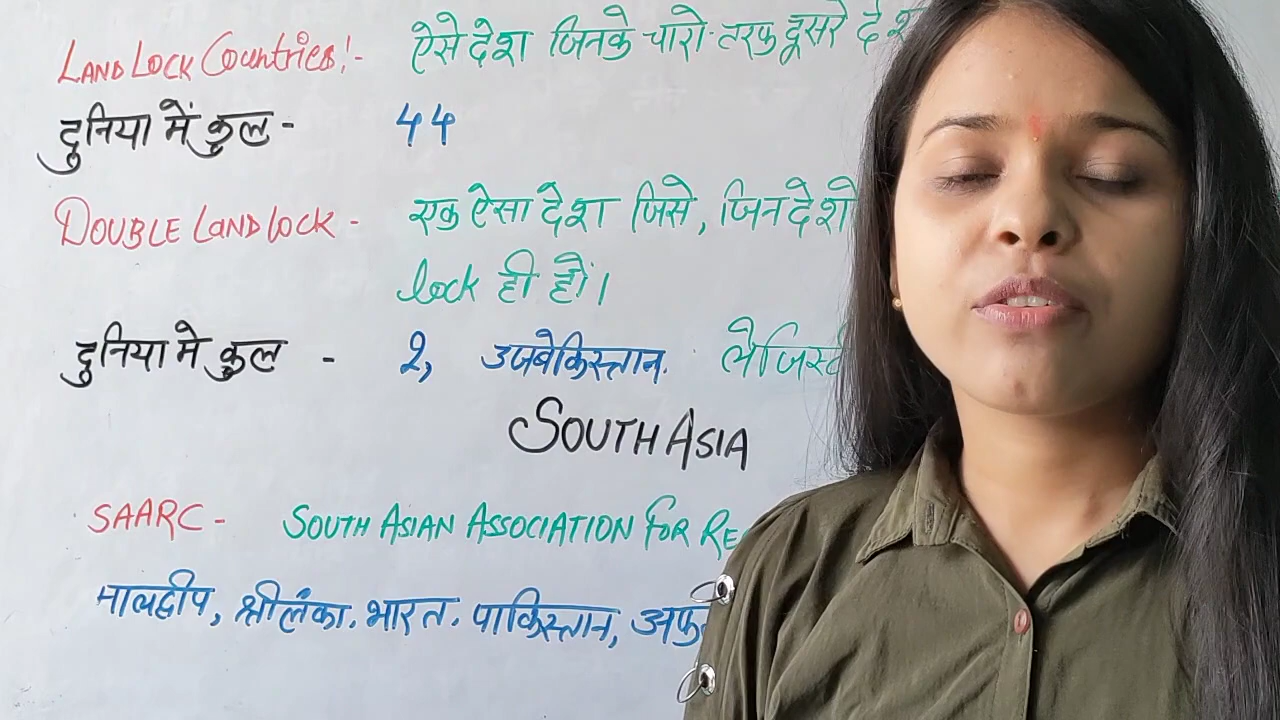 LAND LOCK Countries!- ऐसे देश जिनके चारो तरफ दूसरे देश
दुनिया में कुल - 44
DOUBLE LAND LOCK - एक ऐसा देश जिसे, जिन देशो
lock ही हों।
दुनिया मे कुल - 2, उजबेकिस्तान.
SOUTH ASIA
SAARC - SOUTH ASIAN ASSOCIATION FOR RE
मालद्वीप, श्रीलंका. भारत. पाकिस्तान,